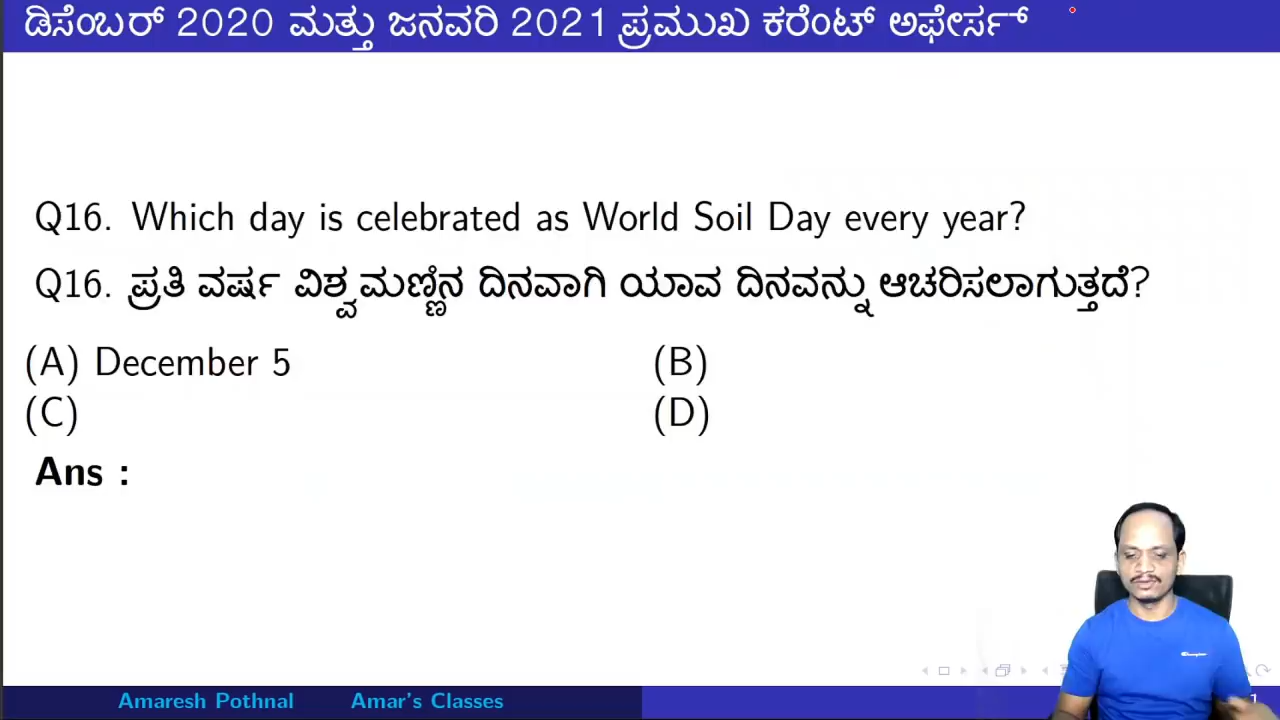 ಡಿಸೆಂಬರ್ 2020 ಮತ್ತು ಜನವರಿ 2021 ಪ್ರಮುಖ ಕರೆಂಟ್ ಅಫೇರ್ಸ್
Q16. Which day is celebrated as World Soil Day every year?
Q16. ಪ್ರತಿ ವರ್ಷ ವಿಶ್ವ ಮಣ್ಣಿನ ದಿನವಾಗಿ ಯಾವ ದಿನವನ್ನು ಆಚರಿಸಲಾಗುತ್ತದೆ?
(A) December 5 (B)
(C) (D)
Ans :
Amaresh Pothnal Amar's Classes